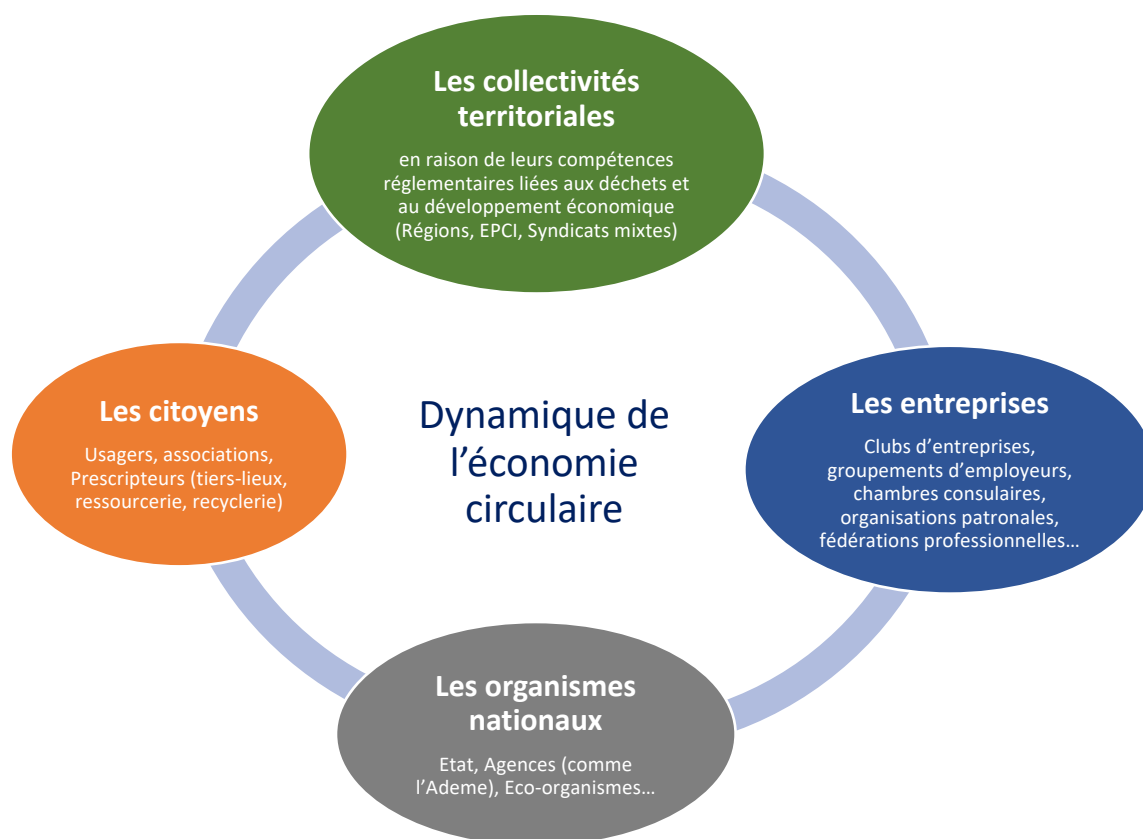 Les collectivités
territoriales
en raison de leurs compétences
réglementaires liées aux déchets et
au développement économique
(Régions, EPCI, Syndicats mixtes)
Les citoyens
Usagers, associations,
Prescripteurs (tiers-lieux,
ressourcerie, recyclerie)
Dynamique de
l’économie
circulaire
Les entreprises
Clubs d’entreprises,
groupements d’employeurs,
chambres consulaires,
organisations patronales,
fédérations professionnelles…
Les organismes
nationaux
Etat, Agences (comme
l’Ademe), Eco-organismes…